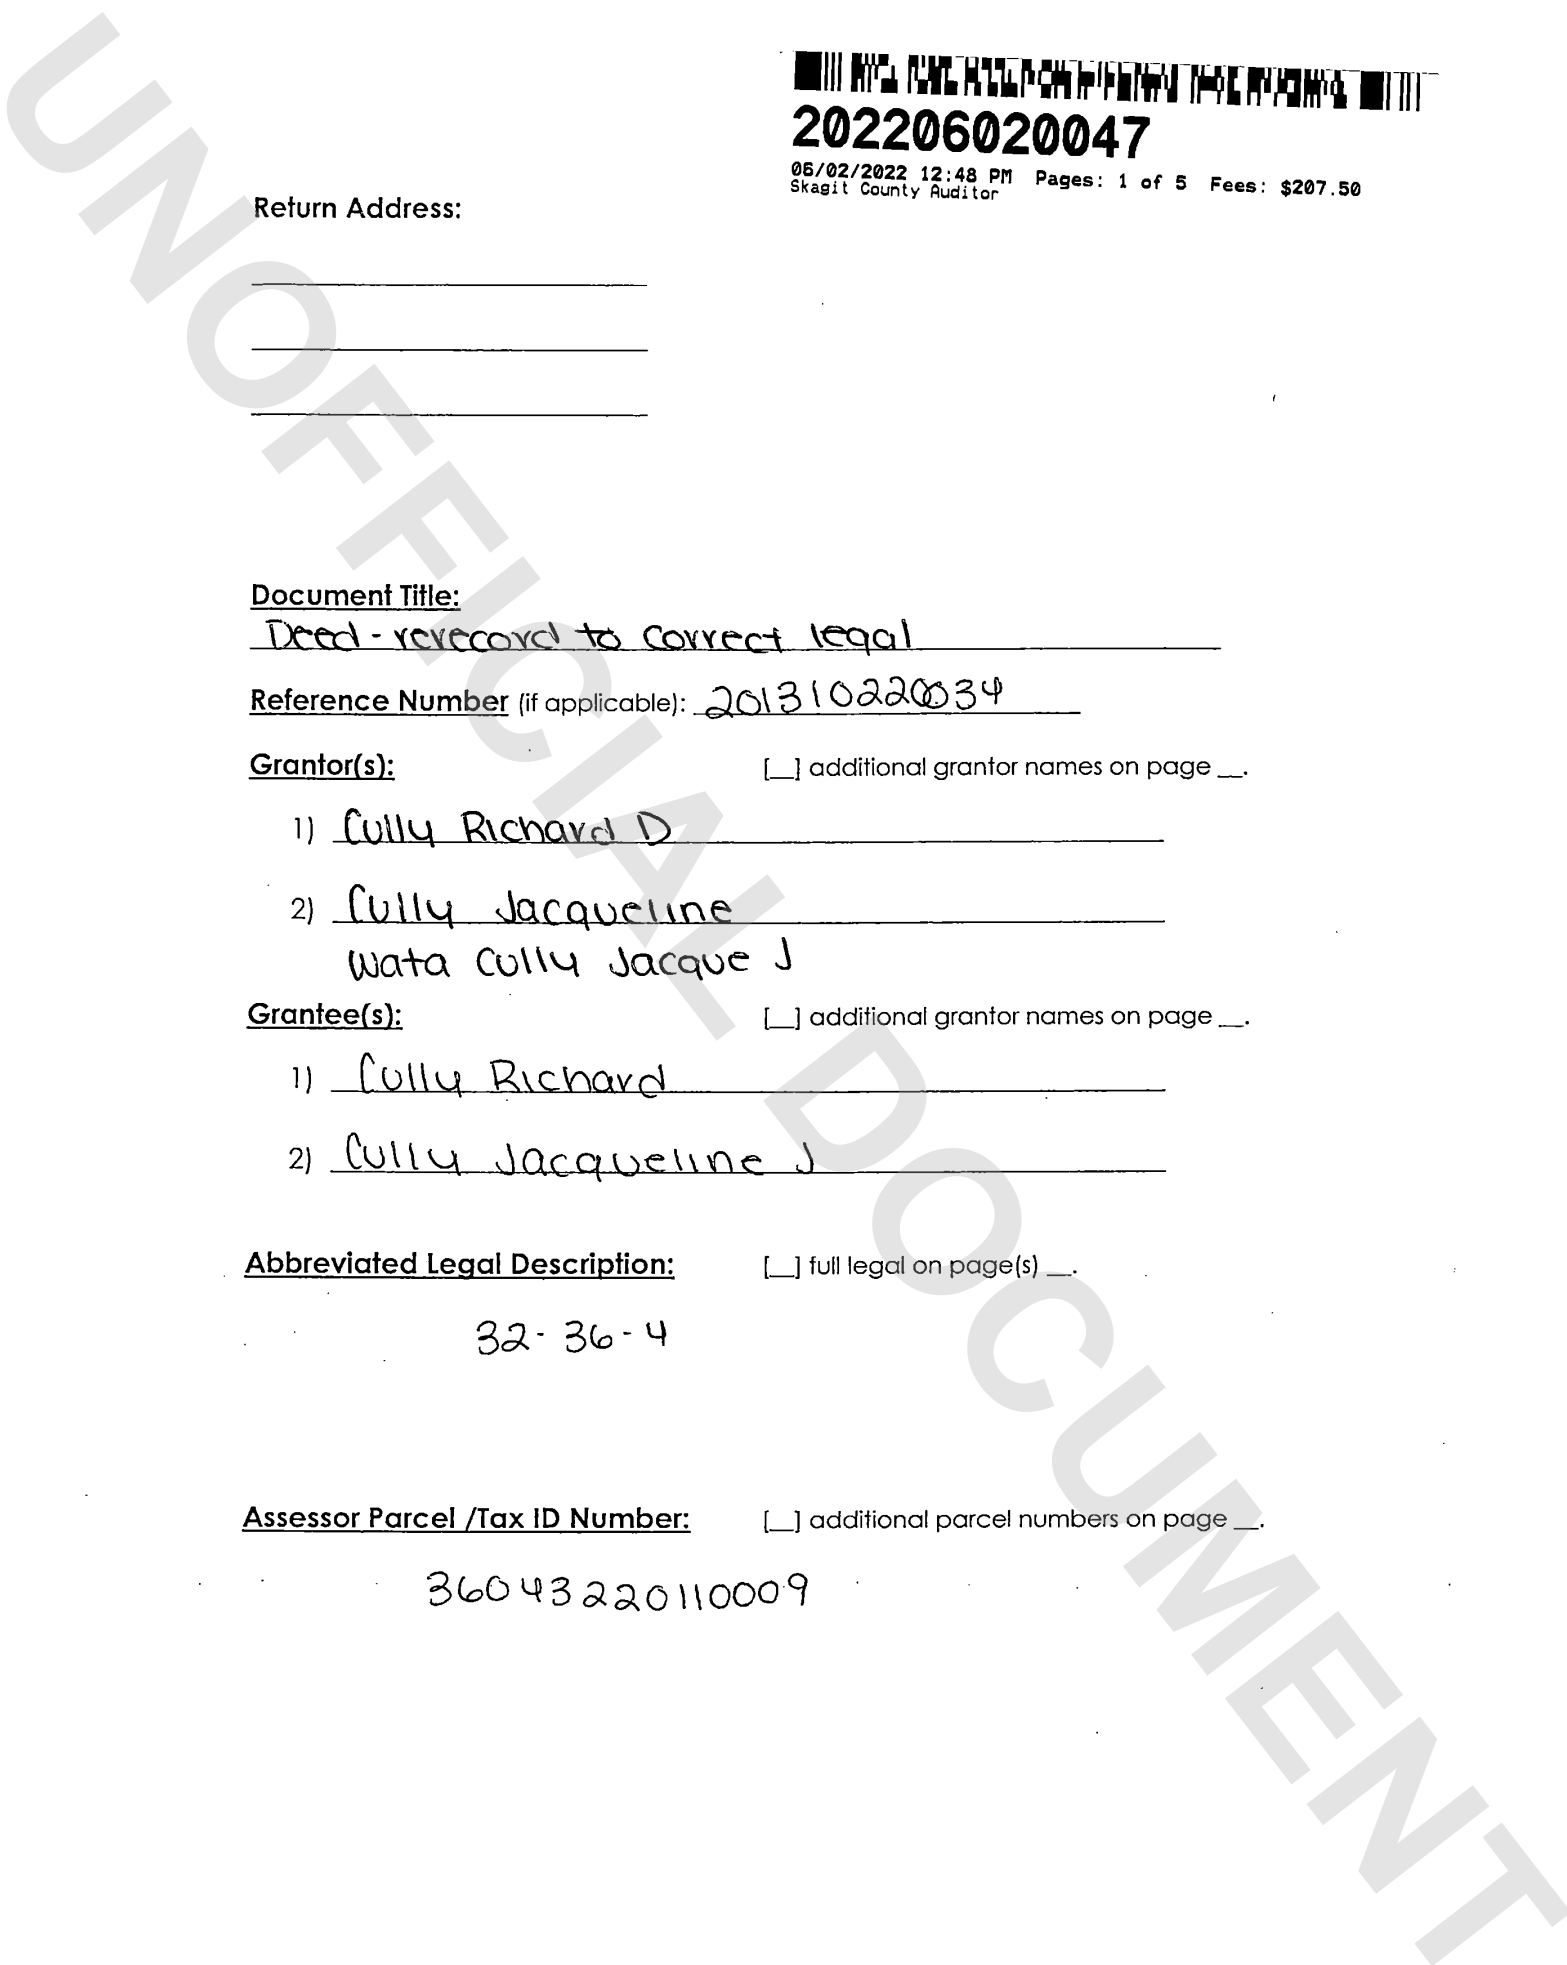 202206020047
06/02/2022 12:48 PM Pages: 1 of 5 Fees: $207.50
Skagit County Auditor
Return Address:
Document Title:
Deed - rerecord to correct legal
Reference Number (if applicable): 201310220034
Grantor(s): [__] additional grantor names on page __.
1) Cully Richard D
2) Cully Jacqueline
wata Cully Jacque J
Grantee(s): [__] additional grantor names on page __.
1) Cully Richard
2) Cully Jacqueline J
Abbreviated Legal Description: [__] full legal on page(s) __.
32-36-4
Assessor Parcel /Tax ID Number: [__] additional parcel numbers on page __.
36043220110009
UNOFFICIAL DOCUMENT